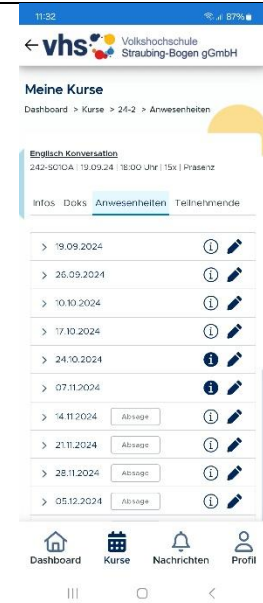 11:32 87%
vhs Volkshochschule
Straubing-Bogen gGmbH
Meine Kurse
Dashboard > Kurse > 24-2 > Anwesenheiten
Englisch Konversation
242-S010A | 19.09.24 | 18:00 Uhr | 15x | Präsenz
Infos Doks Anwesenheiten Teilnehmende
19.09.2024
26.09.2024
10.10.2024
17.10.2024
24.10.2024
07.11.2024
14.11.2024 Absage
21.11.2024 Absage
28.11.2024 Absage
05.12.2024 Absage
Dashboard Kurse Nachrichten Profil